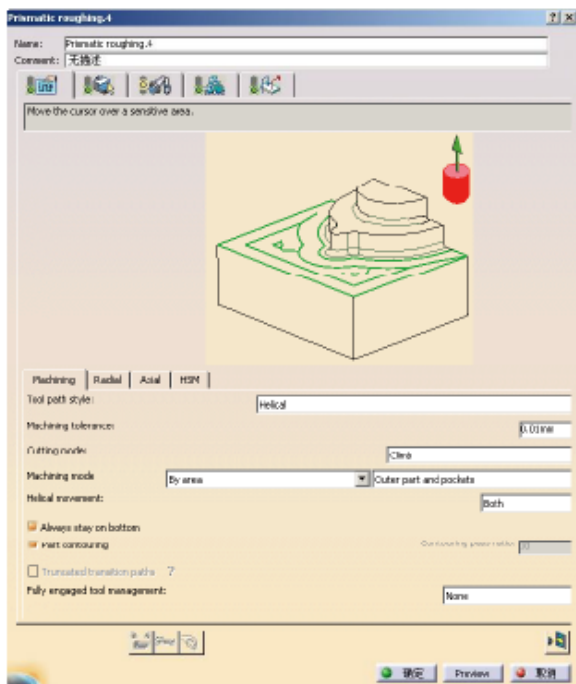 Prismatic roughing.4
Name: Prismatic roughing.4
Comment: 无描述
Move the cursor over a sensitive area.
Machining Radial Axial HSM
Tool path style: Helical
Machining tolerance: 0.01mm
Cutting mode: Climb
Machining mode By area Outer part and pockets
Helical movement: Both
Always stay on bottom
Part contouring
Truncated transition paths ?
Fully engaged tool management: None
确定 Preview 取消